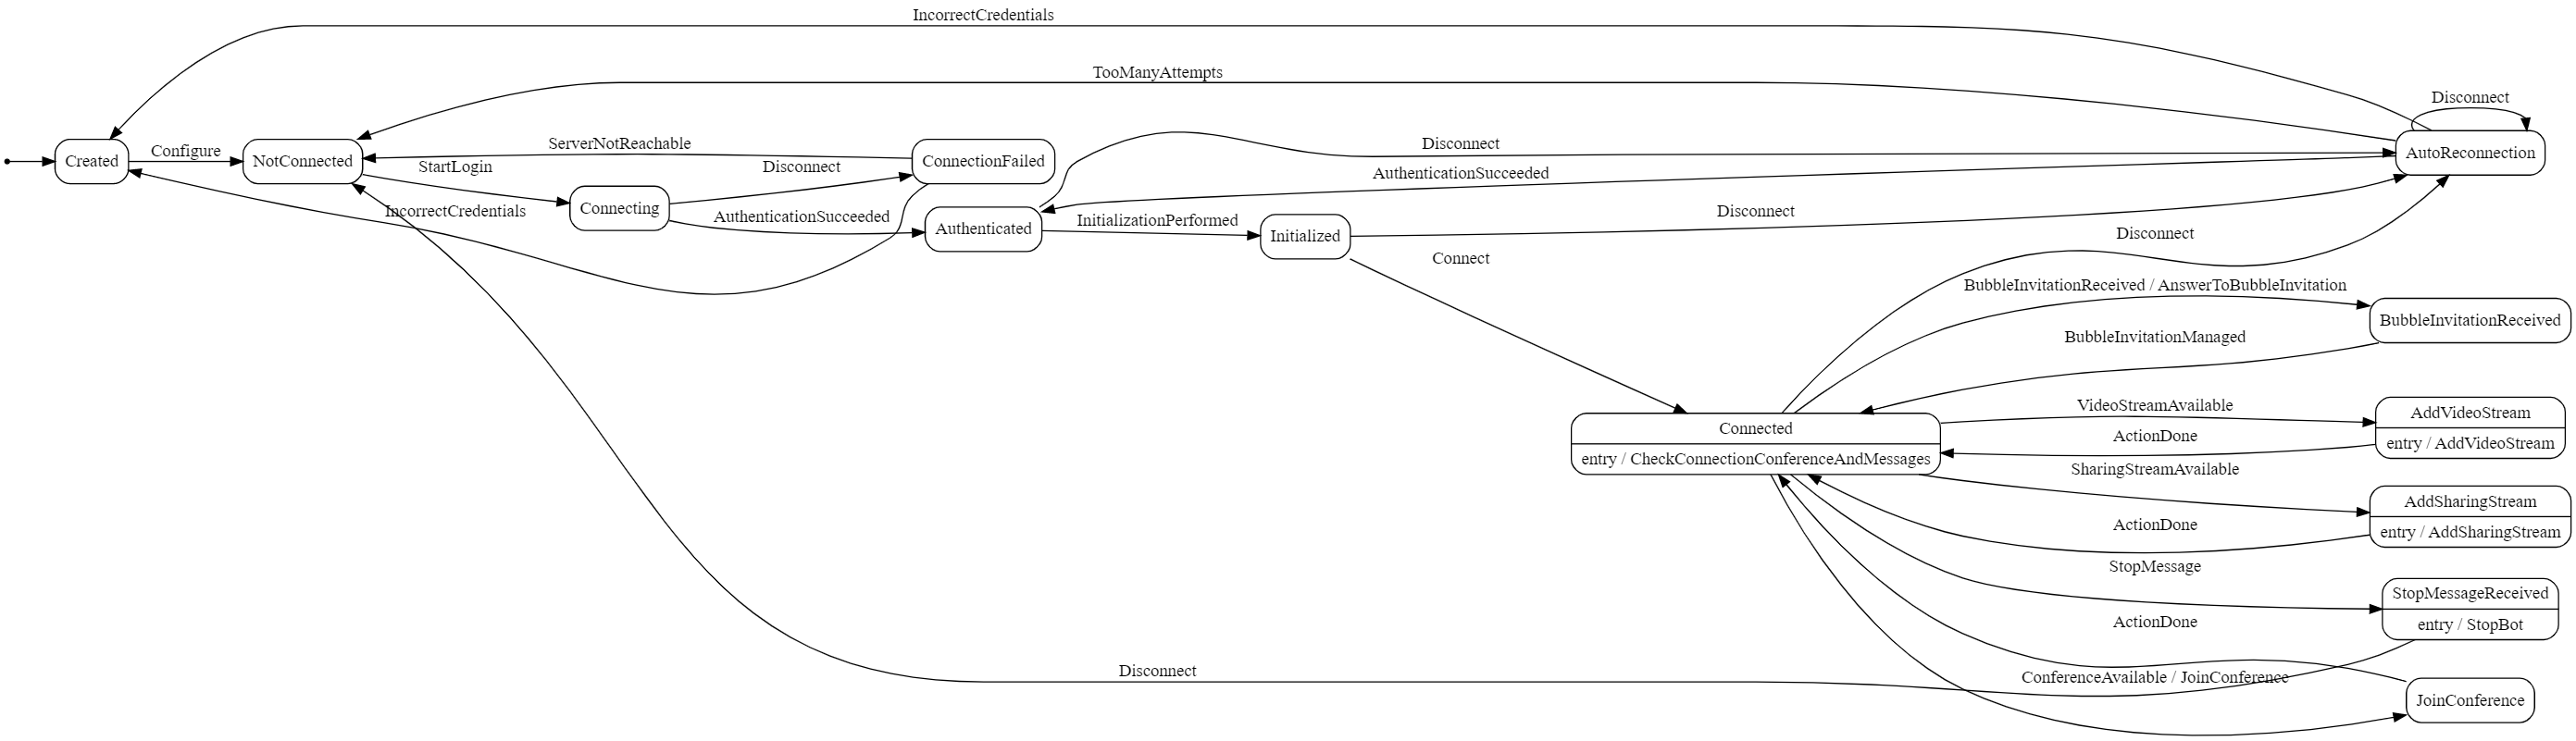 IncorrectCredentials
TooManyAttempts
Disconnect
Created
Configure
NotConnected
ServerNotReachable
StartLogin
Disconnect
ConnectionFailed
Disconnect
AutoReconnection
AuthenticationSucceeded
Connecting
IncorrectCredentials
AuthenticationSucceeded
Authenticated
InitializationPerformed
Initialized
Disconnect
Disconnect
Connect
BubbleInvitationReceived / AnswerToBubbleInvitation
BubbleInvitationReceived
BubbleInvitationManaged
VideoStreamAvailable
AddVideoStream
entry / AddVideoStream
Connected
entry / CheckConnectionConferenceAndMessages
ActionDone
SharingStreamAvailable
AddSharingStream
entry / AddSharingStream
ActionDone
StopMessage
StopMessageReceived
entry / StopBot
ActionDone
Disconnect
ConferenceAvailable / JoinConference
JoinConference